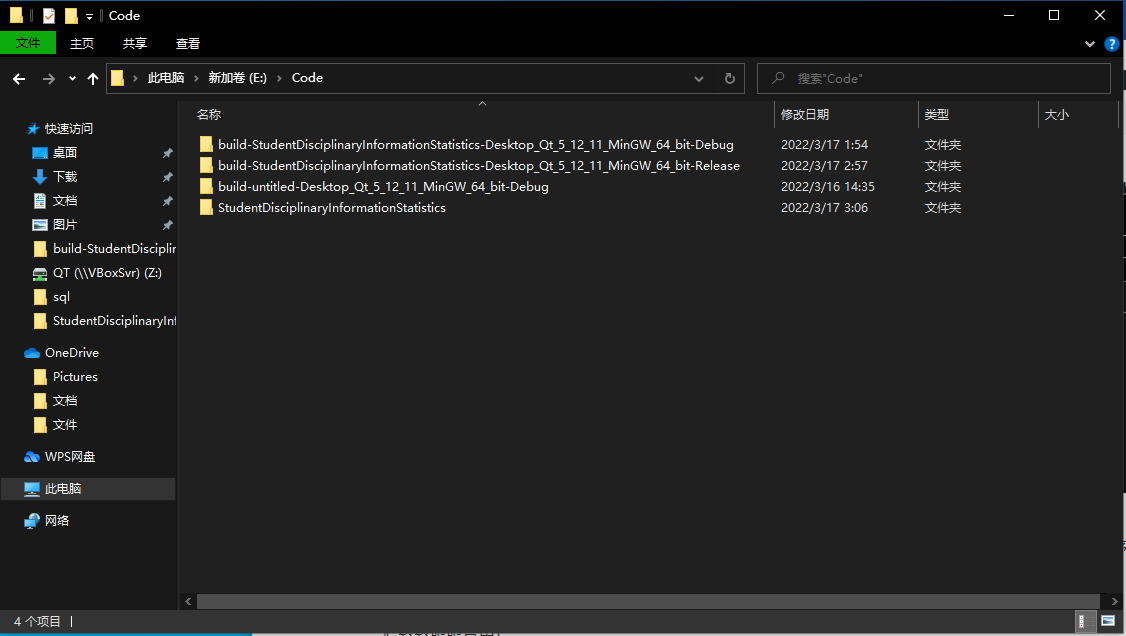 Code
文件 主页 共享 查看
此电脑 新加卷 (E:) Code
搜索"Code"
名称 修改日期 类型 大小
快速访问
桌面
下载
文档
图片
build-StudentDisciplin
QT (\\VBoxSvr) (Z:)
sql
StudentDisciplinaryInf
OneDrive
Pictures
文档
文件
WPS网盘
此电脑
网络
build-StudentDisciplinaryInformationStatistics-Desktop_Qt_5_12_11_MinGW_64_bit-Debug 2022/3/17 1:54 文件夹
build-StudentDisciplinaryInformationStatistics-Desktop_Qt_5_12_11_MinGW_64_bit-Release 2022/3/17 2:57 文件夹
build-untitled-Desktop_Qt_5_12_11_MinGW_64_bit-Debug 2022/3/16 14:35 文件夹
StudentDisciplinaryInformationStatistics 2022/3/17 3:06 文件夹
4 个项目